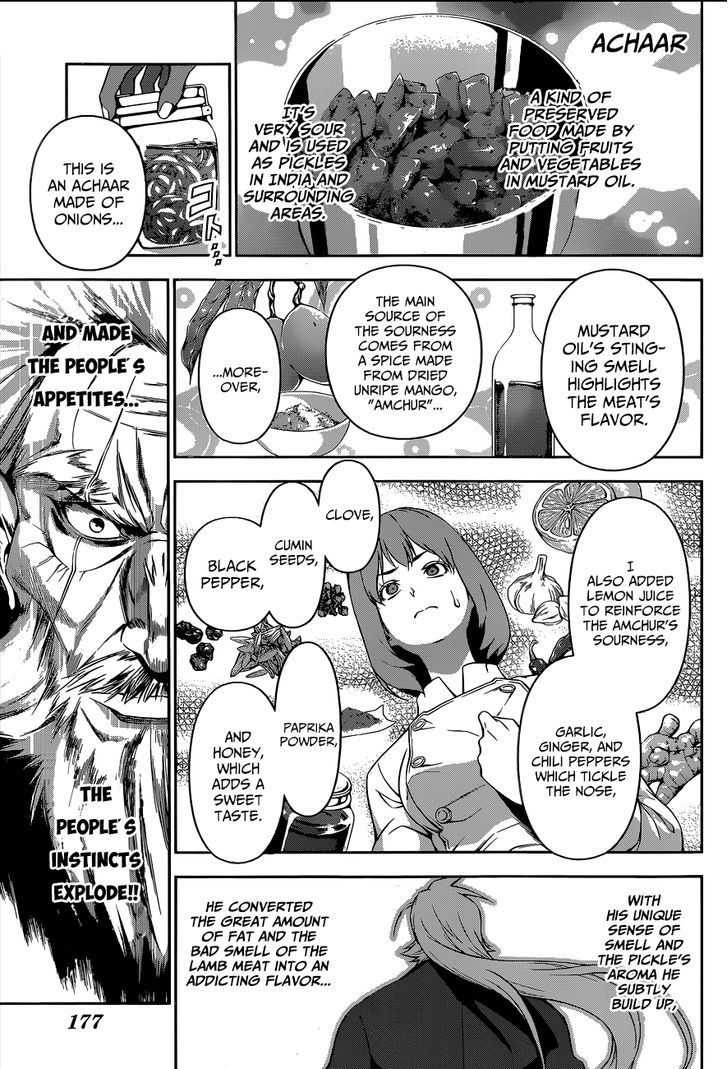 ACHAAR
A KIND OF
PRESERVED
FOOD MADE BY
PUTTING FRUITS
AND VEGETABLES
IN MUSTARD OIL.
IT'S
VERY SOUR
AND IS USED
AS PICKLES
IN INDIA AND
SURROUNDING
AREAS.
THIS IS
AN ACHAAR
MADE OF
ONIONS...
コト
MUSTARD
OIL'S STING-
ING SMELL
HIGHLIGHTS
THE MEAT'S
FLAVOR.
THE MAIN
SOURCE OF
THE SOURNESS
COMES FROM
A SPICE MADE
FROM DRIED
UNRIPE MANGO,
"AMCHUR"...
...MORE-
OVER,
I
ALSO ADDED
LEMON JUICE
TO REINFORCE
THE AMCHUR'S
SOURNESS,
GARLIC,
GINGER, AND
CHILI PEPPERS
WHICH TICKLE
THE NOSE,
CLOVE,
CUMIN
SEEDS,
BLACK
PEPPER,
PAPRIKA
POWDER,
AND
HONEY,
WHICH
ADDS A
SWEET
TASTE.
WITH
HIS UNIQUE
SENSE OF
SMELL AND
THE PICKLE'S
AROMA HE
SUBTLY
BUILD UP,
HE CONVERTED
THE GREAT AMOUNT
OF FAT AND THE
BAD SMELL OF THE
LAMB MEAT INTO AN
ADDICTING FLAVOR...
AND MADE
THE PEOPLE'S
APPETITES...
THE
PEOPLE'S
INSTINCTS
EXPLODE!!
177